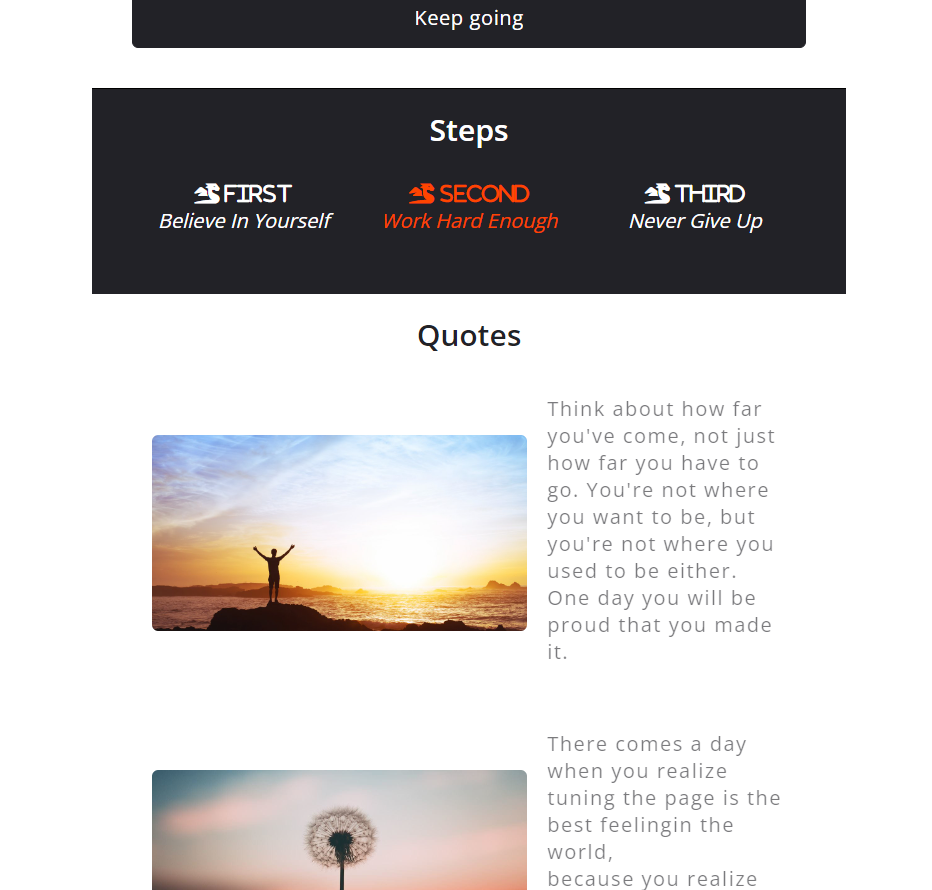 Keep going
Steps
FIRST
Believe In Yourself
SECOND
Work Hard Enough
THIRD
Never Give Up
Quotes
Think about how far
you've come, not just
how far you have to
go. You're not where
you want to be, but
you're not where you
used to be either.
One day you will be
proud that you made
it.
There comes a day
when you realize
tuning the page is the
best feelingin the
world,
because you realize